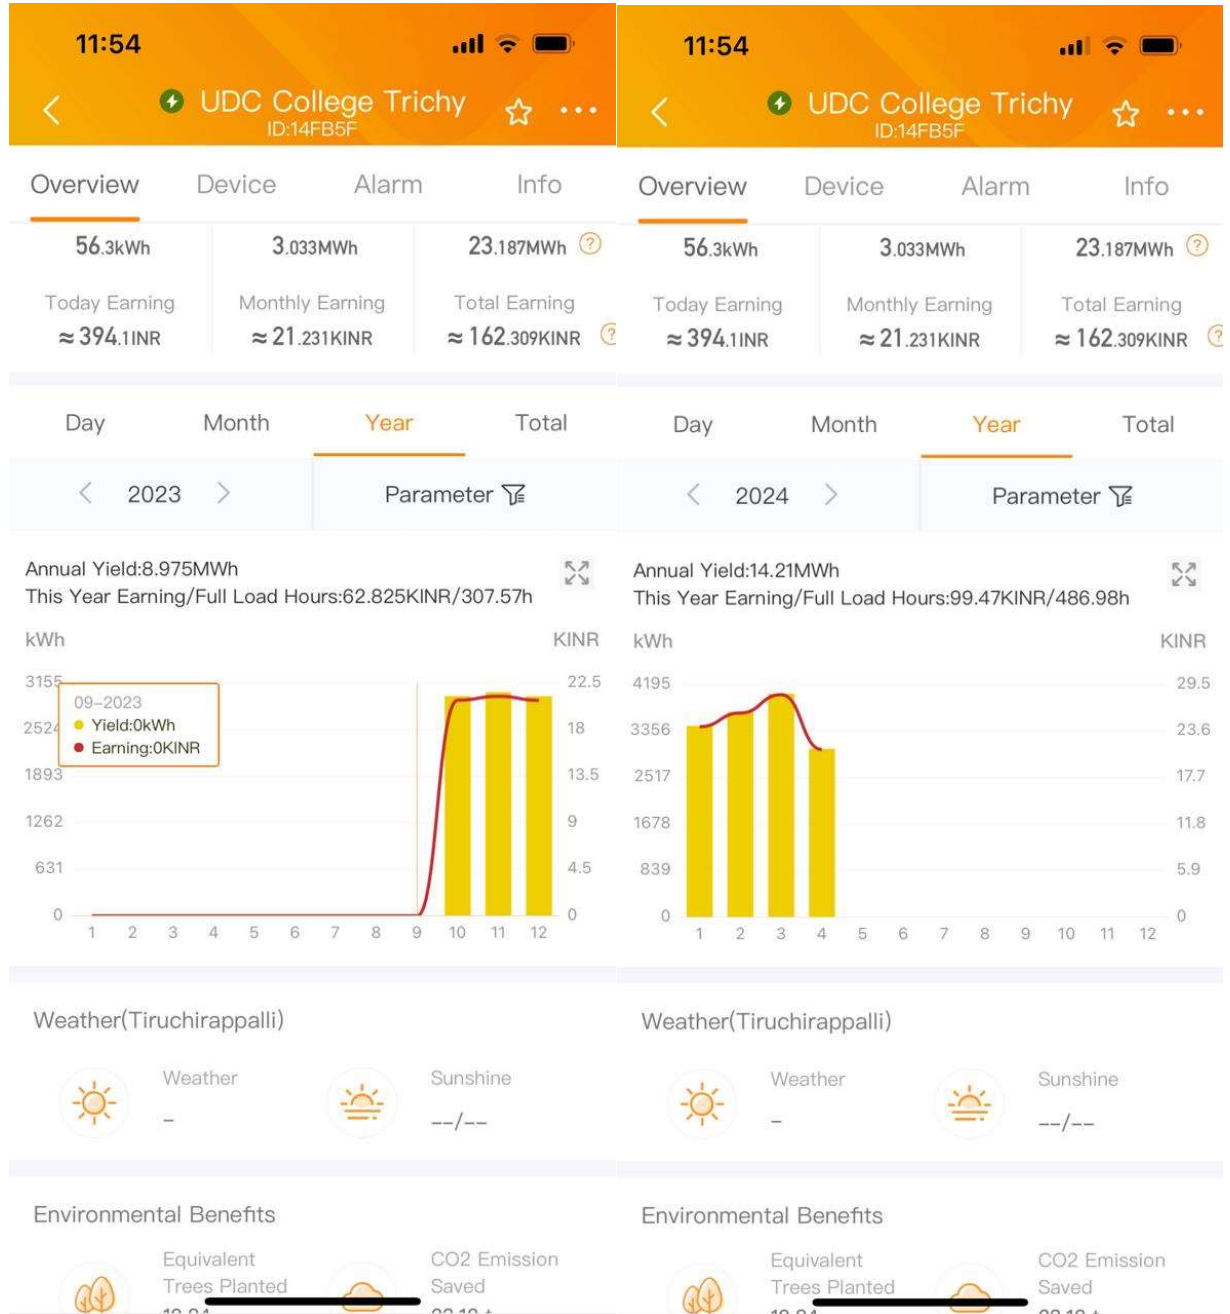 11:54
UDC College Trichy
ID:14FB5F
Overview Device Alarm Info
56.3kWh 3.033MWh 23.187MWh ?
Today Earning Monthly Earning Total Earning
≈394.1INR ≈21.231KINR ≈162.309KINR ?
Day Month Year Total
2023 Parameter
Annual Yield:8.975MWh
This Year Earning/Full Load Hours:62.825KINR/307.57h
kWh KINR
3155 22.5
09-2023
2524 Yield:0kWh 18
Earning:0KINR
1893 13.5
1262 9
631 4.5
0 0
1 2 3 4 5 6 7 8 9 10 11 12
Weather(Tiruchirappalli)
Weather Sunshine
- --/--
Environmental Benefits
Equivalent CO2 Emission
Trees Planted Saved
11:54
UDC College Trichy
ID:14FB5F
Overview Device Alarm Info
56.3kWh 3.033MWh 23.187MWh ?
Today Earning Monthly Earning Total Earning
≈394.1INR ≈21.231KINR ≈162.309KINR ?
Day Month Year Total
2024 Parameter
Annual Yield:14.21MWh
This Year Earning/Full Load Hours:99.47KINR/486.98h
kWh KINR
4195 29.5
3356 23.6
2517 17.7
1678 11.8
839 5.9
0 0
1 2 3 4 5 6 7 8 9 10 11 12
Weather(Tiruchirappalli)
Weather Sunshine
- --/--
Environmental Benefits
Equivalent CO2 Emission
Trees Planted Saved